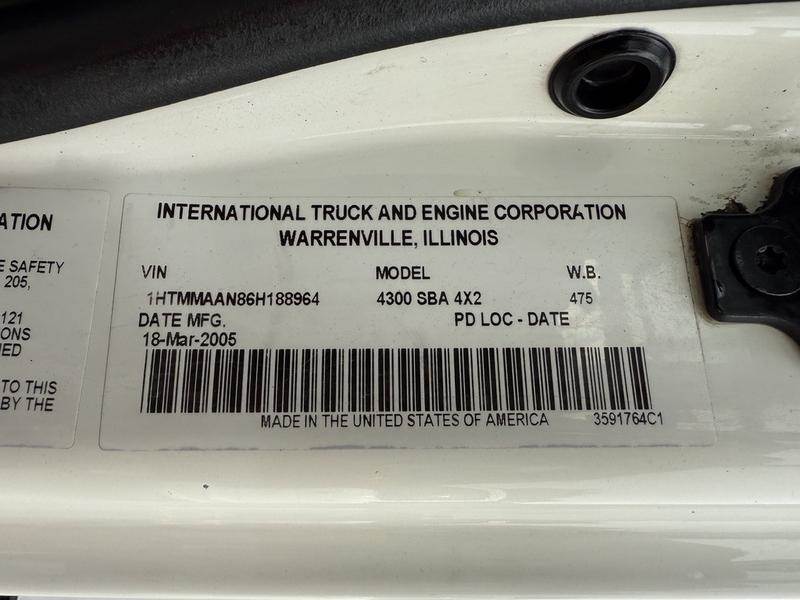 ATION
E SAFETY
205,
121
ONS
NED
TO THIS
BY THE
INTERNATIONAL TRUCK AND ENGINE CORPORATION
WARRENVILLE, ILLINOIS
VIN MODEL W.B.
1HTMMAAN86H188964 4300 SBA 4X2 475
DATE MFG. PD LOC - DATE
18-Mar-2005
MADE IN THE UNITED STATES OF AMERICA 3591764C1